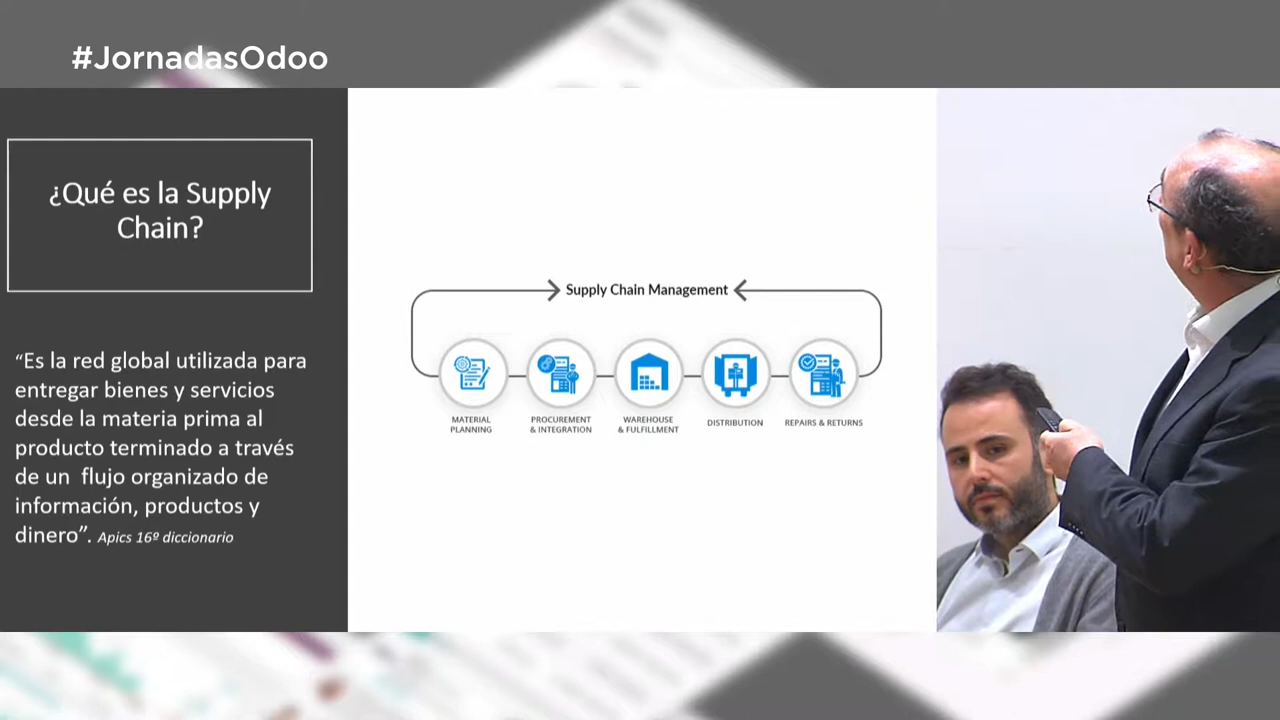 #JornadasOdoo
¿Qué es la Supply
Chain?
“Es la red global utilizada para
entregar bienes y servicios
desde la materia prima al
producto terminado a través
de un  flujo organizado de
información, productos y
dinero”. Apics 16º diccionario
Supply Chain Management
MATERIAL
PLANNING
PROCUREMENT
& INTEGRATION
WAREHOUSE
& FULFILLMENT
DISTRIBUTION
REPAIRS & RETURNS